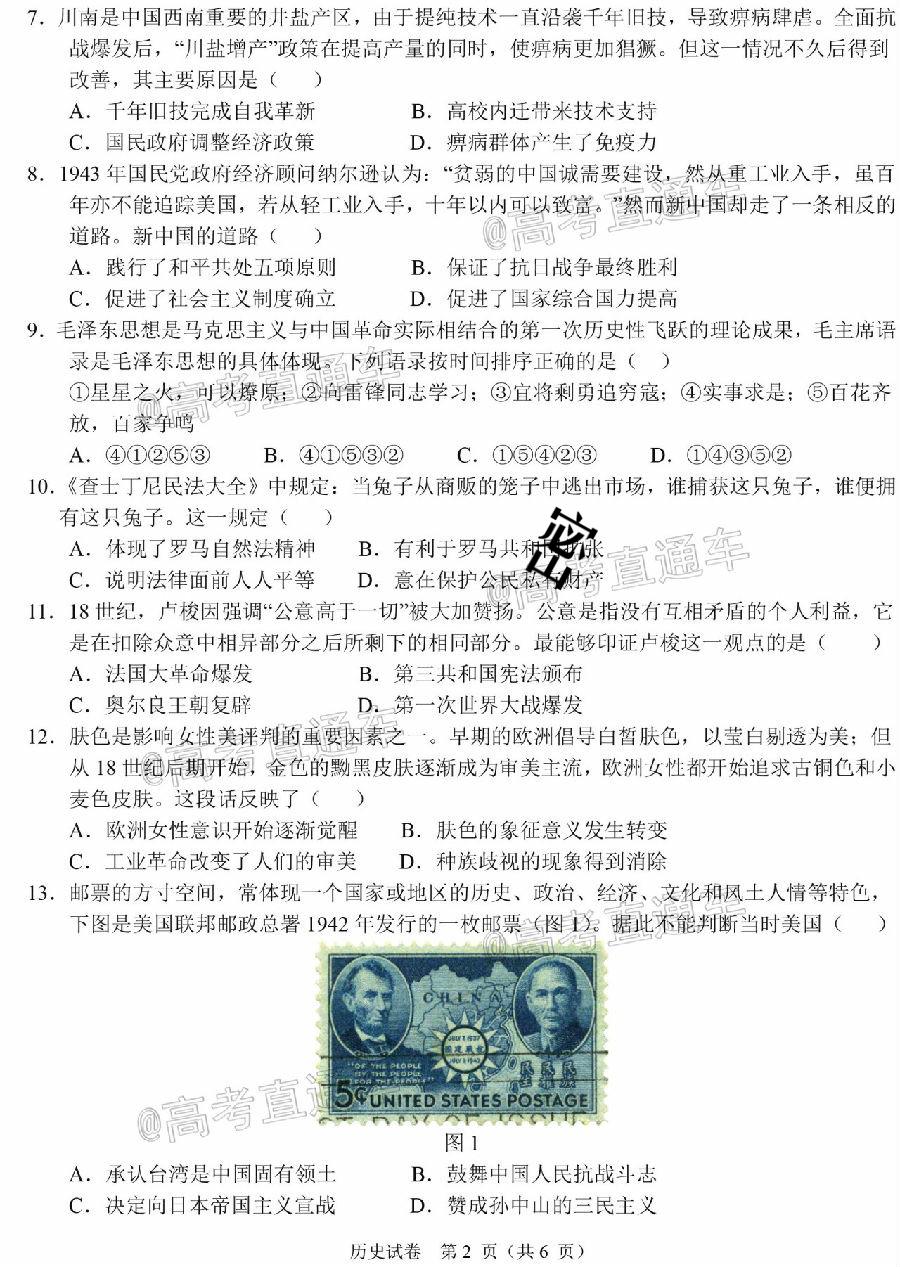 7．川南是中国西南重要的井盐产区，由于提纯技术一直沿袭千年旧技，导致痹病肆虐。全面抗
战爆发后，“川盐增产”政策在提高产量的同时，使痹病更加猖獗。但这一情况不久后得到
改善，其主要原因是（　　）
A．千年旧技完成自我革新　　B．高校内迁带来技术支持
C．国民政府调整经济政策　　D．痹病群体产生了免疫力
8．1943 年国民党政府经济顾问纳尔逊认为：“贫弱的中国诚需要建设，然从重工业入手，虽百
年亦不能追踪美国，若从轻工业入手，十年以内可以致富。”然而新中国却走了一条相反的
道路。新中国的道路（　　）
A．践行了和平共处五项原则　　B．保证了抗日战争最终胜利
C．促进了社会主义制度确立　　D．促进了国家综合国力提高
9．毛泽东思想是马克思主义与中国革命实际相结合的第一次历史性飞跃的理论成果，毛主席语
录是毛泽东思想的具体体现。下列语录按时间排序正确的是（　　）
①星星之火，可以燎原；②向雷锋同志学习；③宜将剩勇追穷寇；④实事求是；⑤百花齐
放，百家争鸣
A．④①②⑤③　　B．④①⑤③②　　C．①⑤④②③　　D．①④③⑤②
10．《查士丁尼民法大全》中规定：当兔子从商贩的笼子中逃出市场，谁捕获这只兔子，谁便拥
有这只兔子。这一规定（　　）
A．体现了罗马自然法精神　　B．有利于罗马共和国扩张
C．说明法律面前人人平等　　D．意在保护公民私有财产
密
11．18 世纪，卢梭因强调“公意高于一切”被大加赞扬。公意是指没有互相矛盾的个人利益，它
是在扣除众意中相异部分之后所剩下的相同部分。最能够印证卢梭这一观点的是（　　）
A．法国大革命爆发　　B．第三共和国宪法颁布
C．奥尔良王朝复辟　　D．第一次世界大战爆发
12．肤色是影响女性美评判的重要因素之一。早期的欧洲倡导白皙肤色，以莹白剔透为美；但
从 18 世纪后期开始，金色的黝黑皮肤逐渐成为审美主流，欧洲女性都开始追求古铜色和小
麦色皮肤。这段话反映了（　　）
A．欧洲女性意识开始逐渐觉醒　　B．肤色的象征意义发生转变
C．工业革命改变了人们的审美　　D．种族歧视的现象得到消除
13．邮票的方寸空间，常体现一个国家或地区的历史、政治、经济、文化和风土人情等特色，
下图是美国联邦邮政总署 1942 年发行的一枚邮票（图 1）。据此不能判断当时美国（　　）
CHINA
JULY 7, 1937
JULY 7, 1942
"OF THE PEOPLE
BY THE PEOPLE
FOR THE PEOPLE"
5¢ UNITED STATES POSTAGE
图 1
A．承认台湾是中国固有领土　　B．鼓舞中国人民抗战斗志
C．决定向日本帝国主义宣战　　D．赞成孙中山的三民主义
历史试卷　第 2 页（共 6 页）
@高考直通车
@高考直通车
@高考直通车
@高考直通车
@高考直通车
@高考直通车